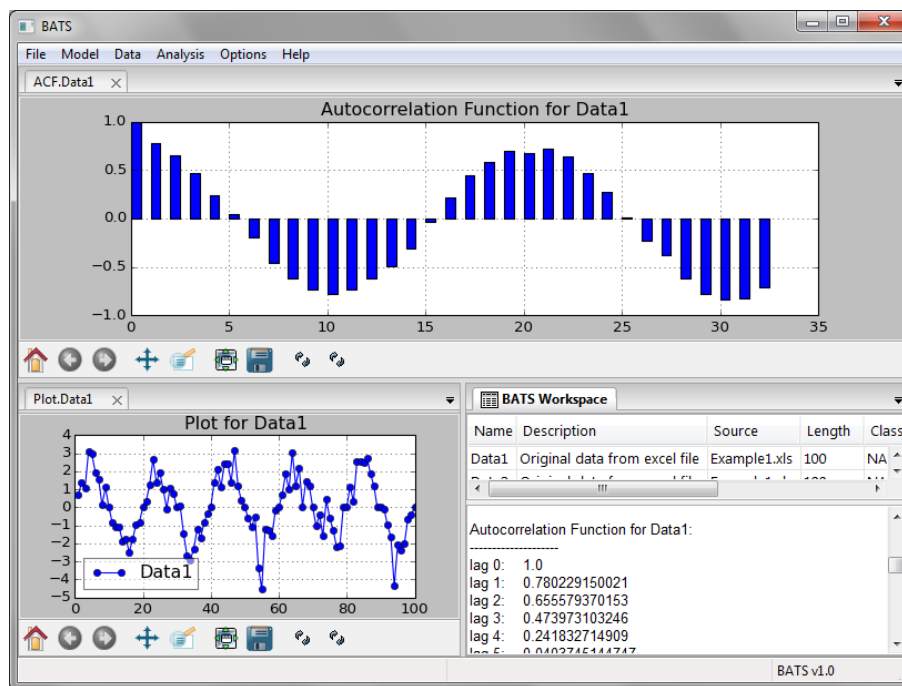 BATS
File Model Data Analysis Options Help
ACF.Data1
Autocorrelation Function for Data1
1.0
0.5
0.0
−0.5
−1.0
0 5 10 15 20 25 30 35
Plot.Data1
Plot for Data1
4
3
2
1
0
−1
−2
−3
−4
−5
Data1
0 20 40 60 80 100
BATS Workspace
Name Description Source Length Class
Data1 Original data from excel file Example1.xls 100 NA
Autocorrelation Function for Data1:
--------------------
lag 0: 1.0
lag 1: 0.780229150021
lag 2: 0.655579370153
lag 3: 0.473973103246
lag 4: 0.241832714909
BATS v1.0